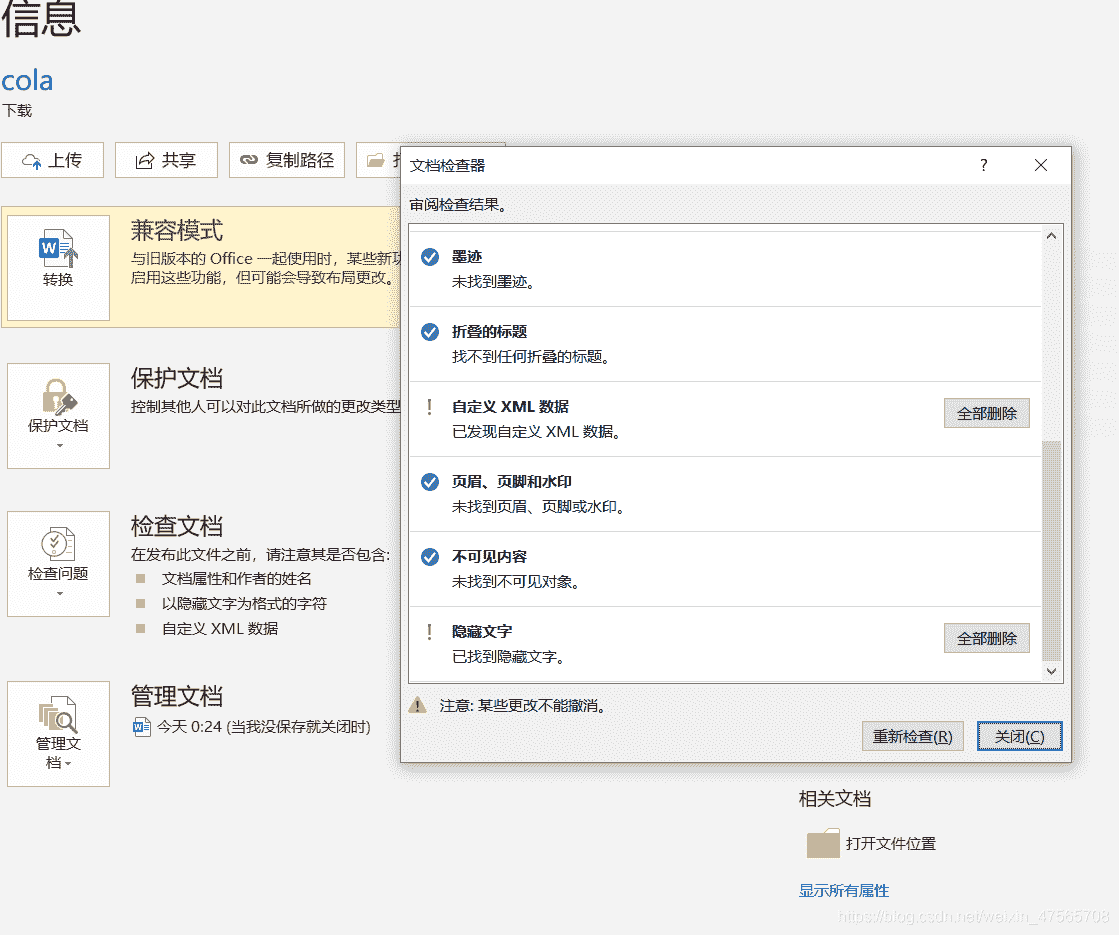 信息
cola
下载
上传
共享
复制路径
兼容模式
与旧版本的 Office 一起使用时，某些新功
启用这些功能，但可能会导致布局更改。
转换
保护文档
控制其他人可以对此文档所做的更改类型
保护文档
检查文档
在发布此文件之前，请注意其是否包含:
文档属性和作者的姓名
以隐藏文字为格式的字符
自定义 XML 数据
检查问题
管理文档
今天 0:24 (当我没保存就关闭时)
管理文
档
文档检查器
?
审阅检查结果。
墨迹
未找到墨迹。
折叠的标题
找不到任何折叠的标题。
自定义 XML 数据
已发现自定义 XML 数据。
全部删除
页眉、页脚和水印
未找到页眉、页脚或水印。
不可见内容
未找到不可见对象。
隐藏文字
已找到隐藏文字。
全部删除
注意: 某些更改不能撤消。
重新检查(R)
关闭(C)
相关文档
打开文件位置
显示所有属性
https://blog.csdn.net/weixin_47565708